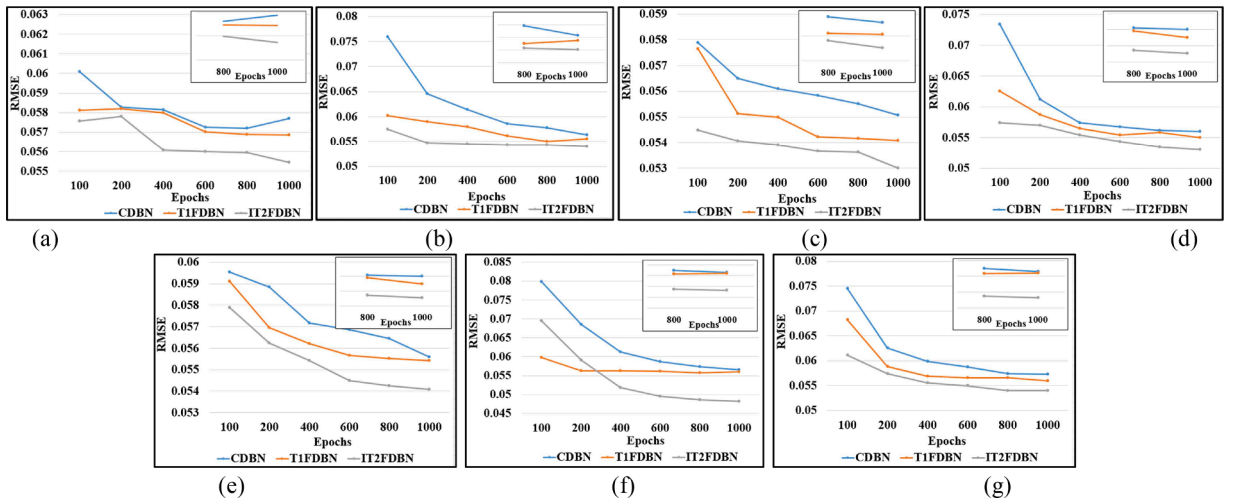 0.063
0.062
0.061
0.06
0.059
0.058
0.057
0.056
0.055
RMSE
100 200 400 600 800 1000
Epochs
800 1000
Epochs
CDBN T1FDBN IT2FDBN
(a)
0.08
0.075
0.07
0.065
0.06
0.055
0.05
RMSE
100 200 400 600 800 1000
Epochs
800 1000
Epochs
CDBN T1FDBN IT2FDBN
(b)
0.059
0.058
0.057
0.056
0.055
0.054
0.053
RMSE
100 200 400 600 800 1000
Epochs
800 1000
Epochs
CDBN T1FDBN IT2FDBN
(c)
0.075
0.07
0.065
0.06
0.055
0.05
RMSE
100 200 400 600 800 1000
Epochs
800 1000
Epochs
CDBN T1FDBN IT2FDBN
(d)
0.06
0.059
0.058
0.057
0.056
0.055
0.054
0.053
RMSE
100 200 400 600 800 1000
Epochs
800 1000
Epochs
CDBN T1FDBN IT2FDBN
(e)
0.085
0.08
0.075
0.07
0.065
0.06
0.055
0.05
0.045
RMSE
100 200 400 600 800 1000
Epochs
800 1000
Epochs
CDBN T1FDBN IT2FDBN
(f)
0.08
0.075
0.07
0.065
0.06
0.055
0.05
RMSE
100 200 400 600 800 1000
Epochs
800 1000
Epochs
CDBN T1FDBN IT2FDBN
(g)